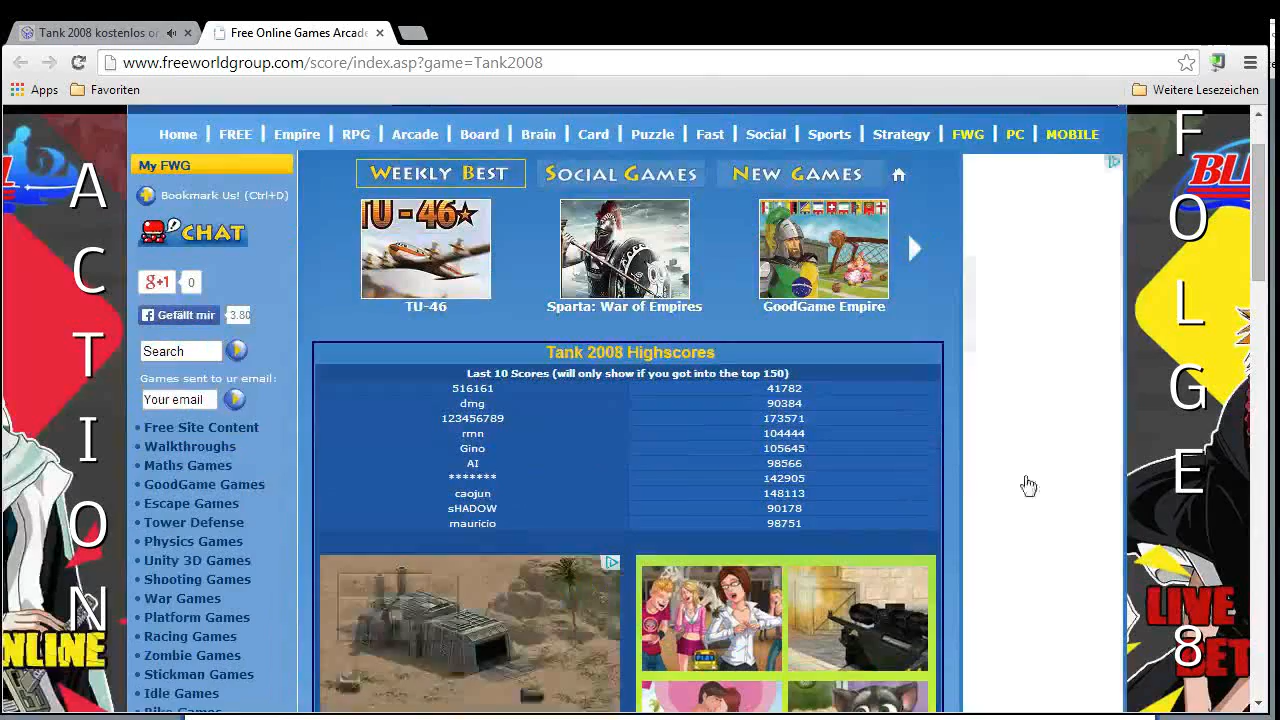 Tank 2008 kostenlos or
Free Online Games Arcade
www.freeworldgroup.com/score/index.asp?game=Tank2008
Apps Favoriten Weitere Lesezeichen
Home FREE Empire RPG Arcade Board Brain Card Puzzle Fast Social Sports Strategy FWG PC MOBILE
My FWG
Bookmark Us! (Ctrl+D)
CHAT
g+1 0
Gefällt mir 3.80
Search
Games sent to ur email:
Your email
Free Site Content
Walkthroughs
Maths Games
GoodGame Games
Escape Games
Tower Defense
Physics Games
Unity 3D Games
Shooting Games
War Games
Platform Games
Racing Games
Zombie Games
Stickman Games
Idle Games
WEEKLY BEST SOCIAL GAMES NEW GAMES
TU-46★
TU-46 Sparta: War of Empires GoodGame Empire
Tank 2008 Highscores
Last 10 Scores (will only show if you got into the top 150)
516161 41782
dmg 90384
123456789 173571
rmn 104444
Gino 105645
AI 98566
******* 142905
caojun 148113
sHADOW 90178
mauricio 98751
PLAY
ACTION
NLINE
FOLGE8
BL
LIVE